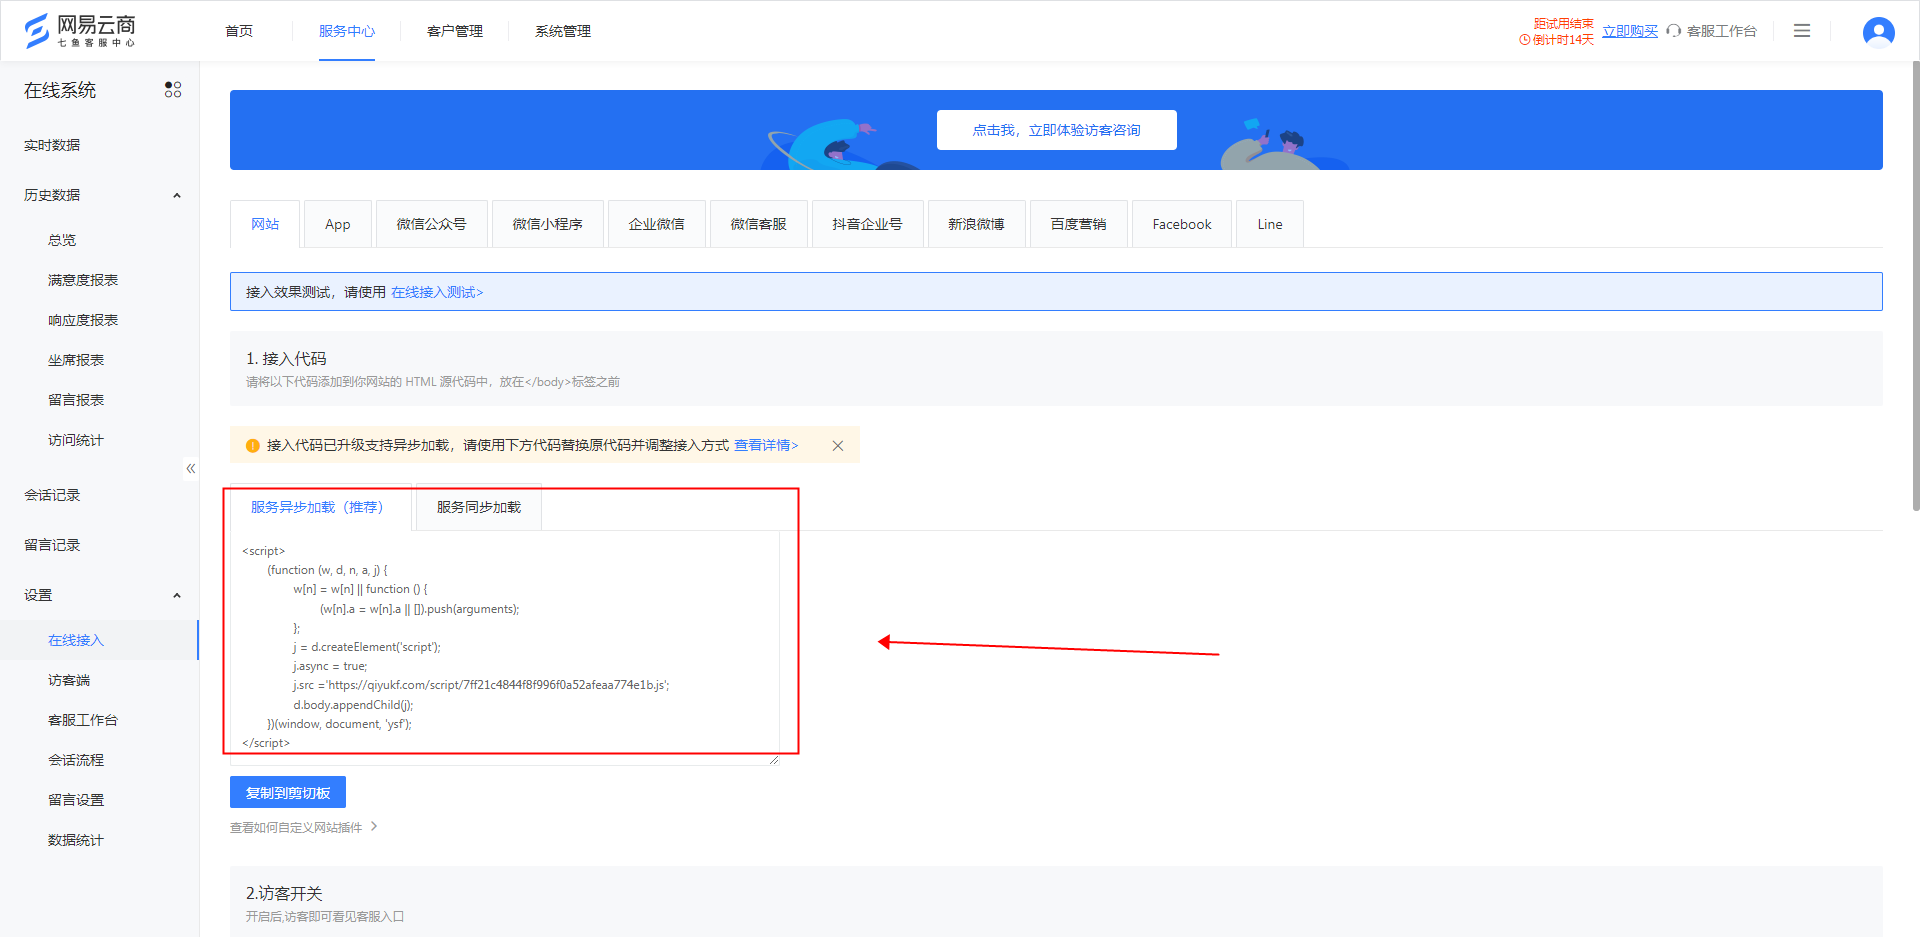 网易云商
七鱼客服中心
首页
服务中心
客户管理
系统管理
距试用结束
倒计时14天
立即购买
客服工作台
在线系统
实时数据
历史数据
总览
满意度报表
响应度报表
坐席报表
留言报表
访问统计
会话记录
留言记录
设置
在线接入
访客端
客服工作台
会话流程
留言设置
数据统计
点击我，立即体验访客咨询
网站
App
微信公众号
微信小程序
企业微信
微信客服
抖音企业号
新浪微博
百度营销
Facebook
Line
接入效果测试，请使用 在线接入测试>
1. 接入代码
请将以下代码添加到你网站的 HTML 源代码中，放在</body>标签之前
接入代码已升级支持异步加载，请使用下方代码替换原代码并调整接入方式 查看详情>
服务异步加载（推荐）
服务同步加载
<script>
(function (w, d, n, a, j) {
w[n] = w[n] || function () {
(w[n].a = w[n].a || []).push(arguments);
};
j = d.createElement('script');
j.async = true;
j.src ='https://qiyukf.com/script/7ff21c4844f8f996f0a52afeaa774e1b.js';
d.body.appendChild(j);
})(window, document, 'ysf');
</script>
复制到剪切板
查看如何自定义网站插件
2.访客开关
开启后,访客即可看见客服入口